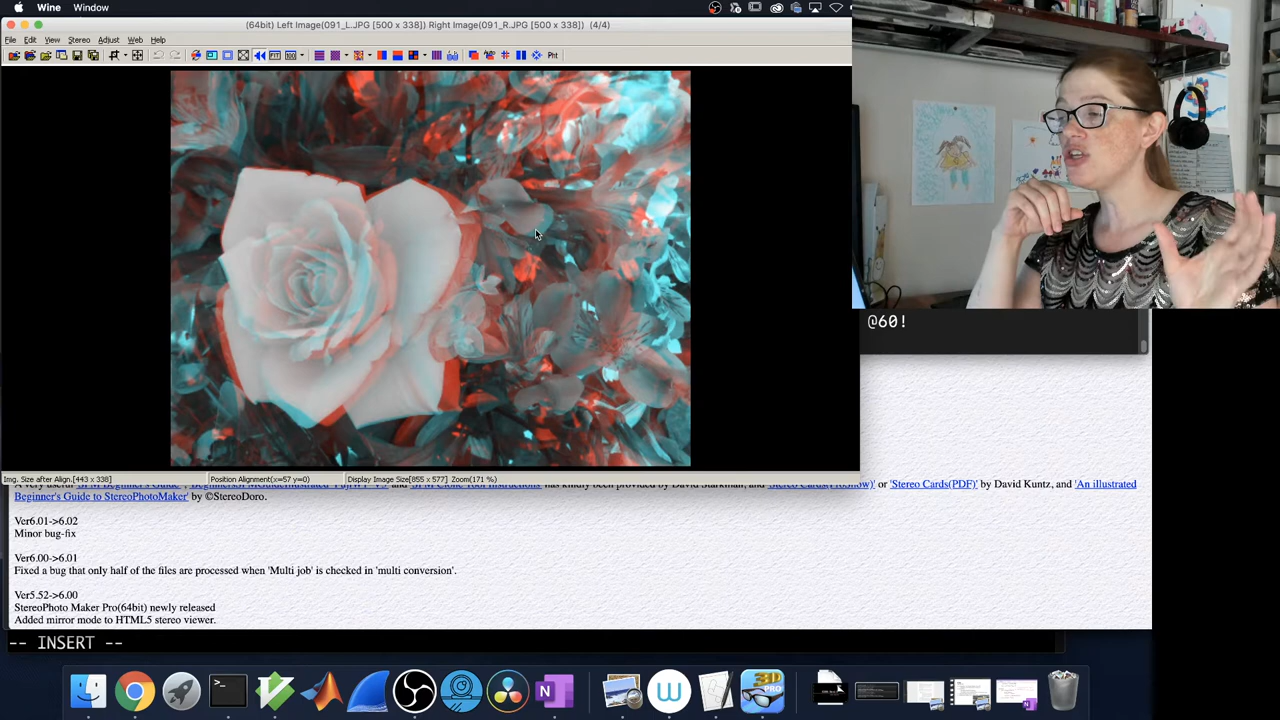 Wine Window
(64bit) Left Image(091_L.JPG [500 x 338]) Right Image(091_R.JPG [500 x 338]) (4/4)
File Edit View Stereo Adjust Web Help
FIT 100 Pht
@60!
Img. Size after Align.[443 x 338] Position Alignment(x=57 y=0) Display Image Size[855 x 577] Zoom(171 %)
or 'Stereo Cards(PDF)' by David Kuntz, and 'An illustrated
Beginner's Guide to StereoPhotoMaker' by ©StereoDoro.
Ver6.01->6.02
Minor bug-fix
Ver6.00->6.01
Fixed a bug that only half of the files are processed when 'Multi job' is checked in 'multi conversion'.
Ver5.52->6.00
StereoPhoto Maker Pro(64bit) newly released
Added mirror mode to HTML5 stereo viewer.
-- INSERT --
>_ W N 3D
PRO